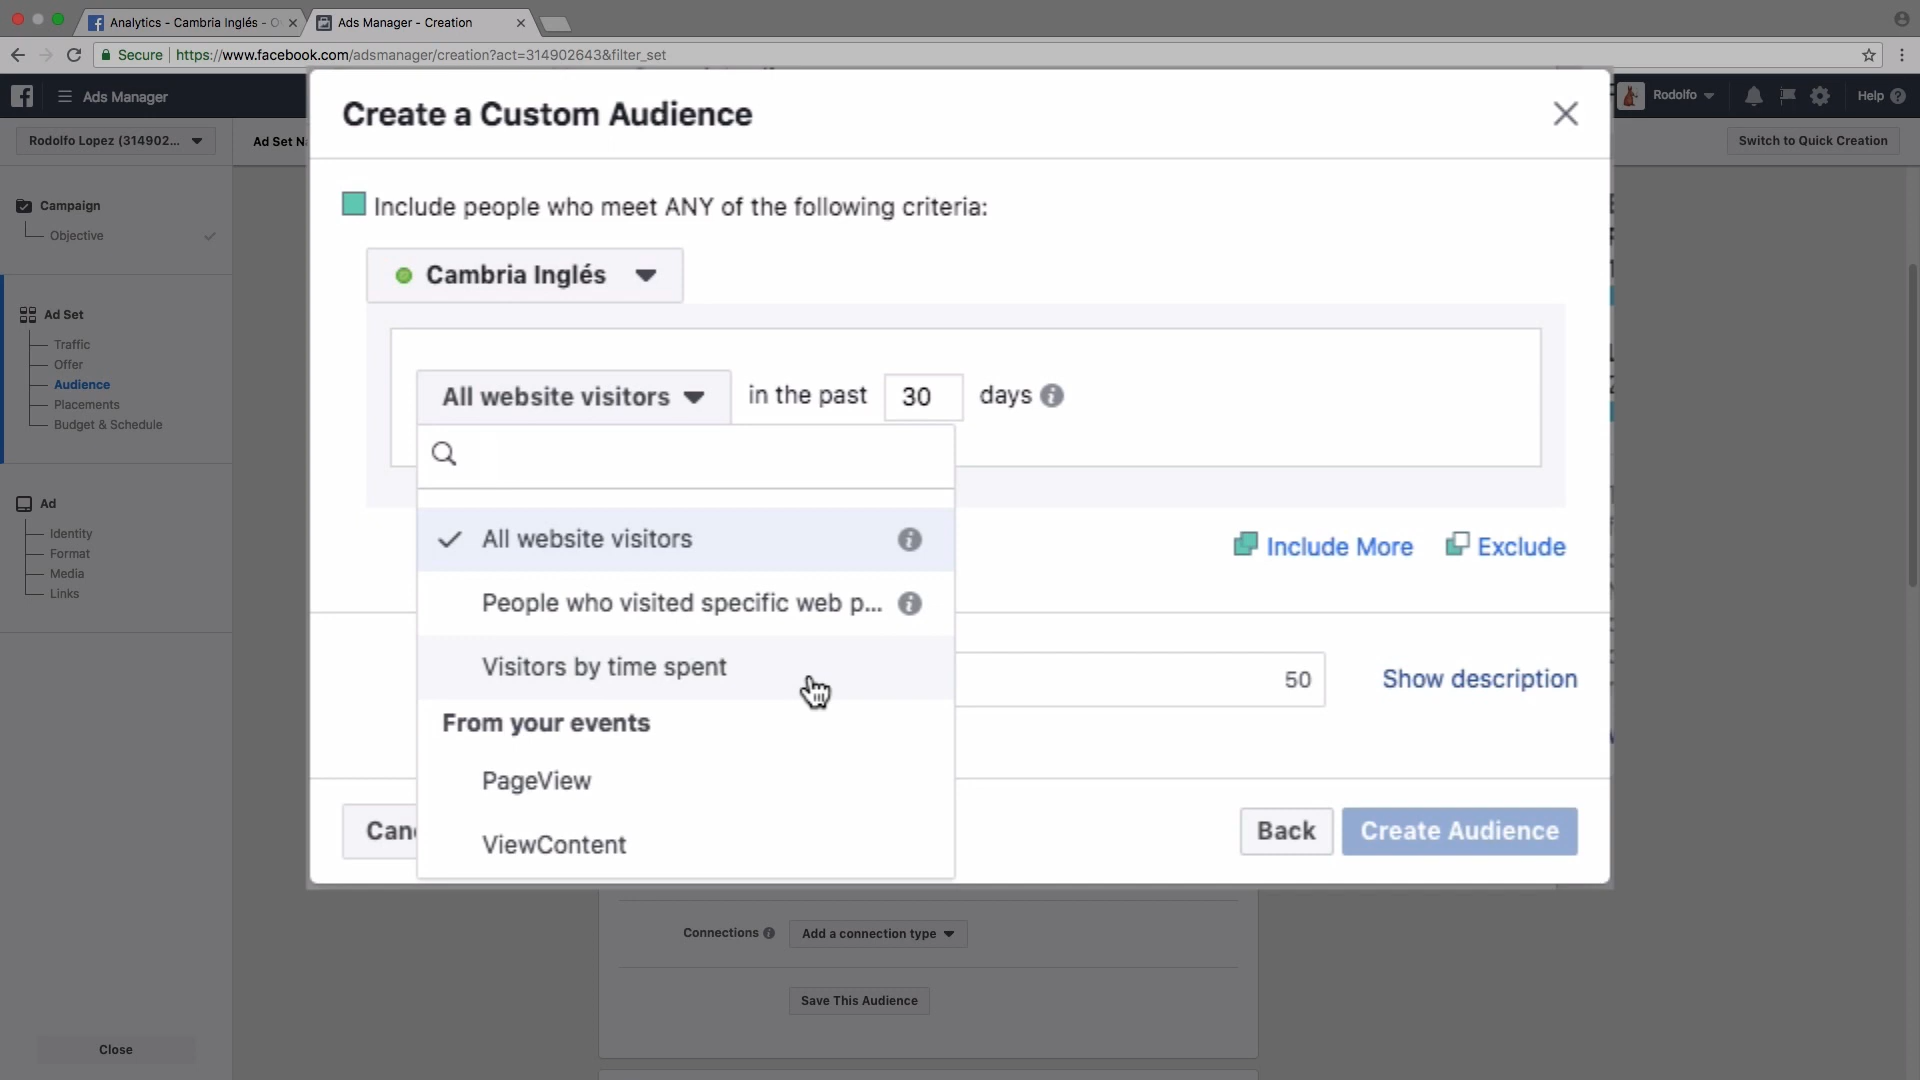 Analytics - Cambria Inglés - O
Ads Manager - Creation
Secure
https://www.facebook.com/adsmanager/creation?act=314902643&filter_set
Ads Manager
Rodolfo
Help
Rodolfo Lopez (314902...
Ad Set N
Switch to Quick Creation
Campaign
Objective
Ad Set
Traffic
Offer
Audience
Placements
Budget & Schedule
Ad
Identity
Format
Media
Links
Close
Create a Custom Audience
Include people who meet ANY of the following criteria:
Cambria Inglés
All website visitors in the past 30 days
All website visitors
People who visited specific web p...
Visitors by time spent
From your events
PageView
ViewContent
Include More Exclude
50
Show description
Canc
Back
Create Audience
Connections
Add a connection type
Save This Audience